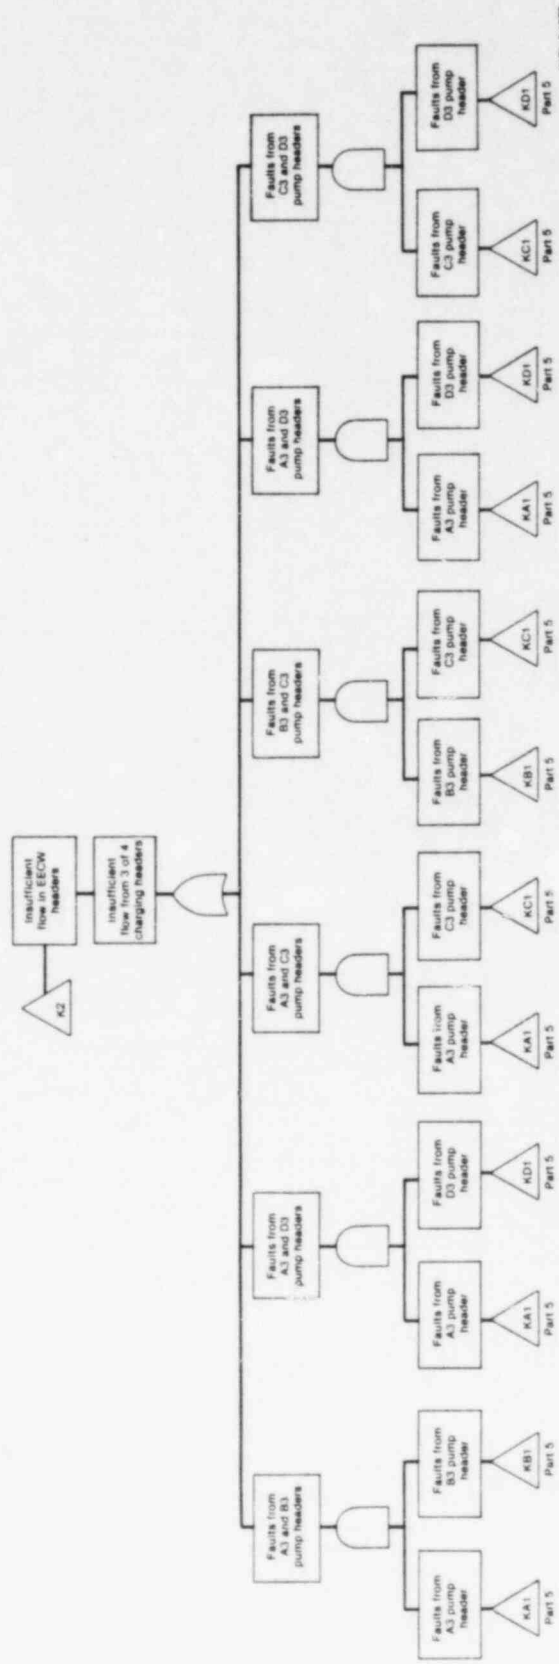 K2
Insufficient
flow in EECW
headers
Insufficient
flow from 3 of 4
charging headers
Faults from
A3 and B3
pump headers
Faults from
A3 and D3
pump headers
Faults from
A3 and C3
pump headers
Faults from
B3 and C3
pump headers
Faults from
A3 and D3
pump headers
Faults from
C3 and D3
pump headers
Faults from
A3 pump
header
Faults from
B3 pump
header
Faults from
A3 pump
header
Faults from
D3 pump
header
Faults from
A3 pump
header
Faults from
C3 pump
header
Faults from
B3 pump
header
Faults from
C3 pump
header
Faults from
A3 pump
header
Faults from
D3 pump
header
Faults from
C3 pump
header
Faults from
D3 pump
header
KA1
KB1
KA1
KD1
KA1
KC1
KB1
KC1
KA1
KD1
KC1
KD1
Part 5
Part 5
Part 5
Part 5
Part 5
Part 5
Part 5
Part 5
Part 5
Part 5
Part 5
Part 5